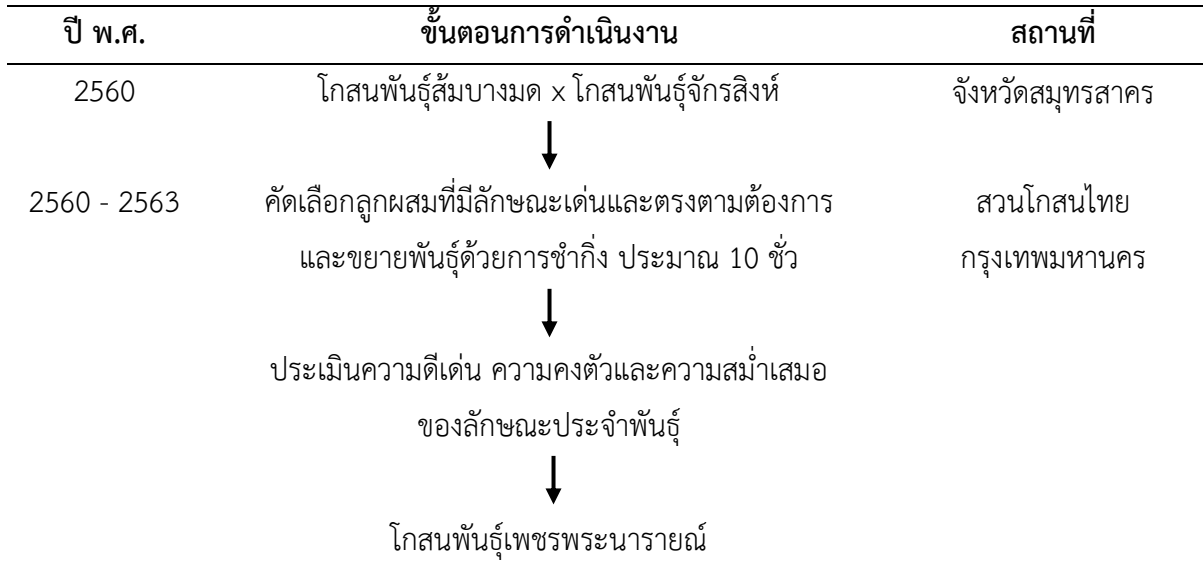 ปี พ.ศ. ขั้นตอนการดำเนินงาน สถานที่
2560 โกสนพันธุ์ส้มบางมด x โกสนพันธุ์จักรสิงห์ จังหวัดสมุทรสาคร
2560 - 2563 คัดเลือกลูกผสมที่มีลักษณะเด่นและตรงตามต้องการ สวนโกสนไทย
และขยายพันธุ์ด้วยการชำกิ่ง ประมาณ 10 ชั่ว กรุงเทพมหานคร
ประเมินความดีเด่น ความคงตัวและความสม่ำเสมอ
ของลักษณะประจำพันธุ์
โกสนพันธุ์เพชรพระนารายณ์